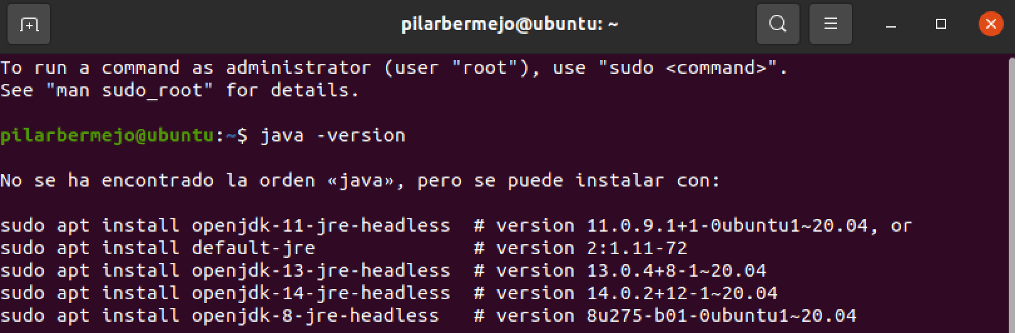 pilarbermejo@ubuntu: ~
To run a command as administrator (user "root"), use "sudo <command>".
See "man sudo_root" for details.
pilarbermejo@ubuntu:~$ java -version
No se ha encontrado la orden «java», pero se puede instalar con:
sudo apt install openjdk-11-jre-headless  # version 11.0.9.1+1-0ubuntu1~20.04, or
sudo apt install default-jre              # version 2:1.11-72
sudo apt install openjdk-13-jre-headless  # version 13.0.4+8-1~20.04
sudo apt install openjdk-14-jre-headless  # version 14.0.2+12-1~20.04
sudo apt install openjdk-8-jre-headless   # version 8u275-b01-0ubuntu1~20.04